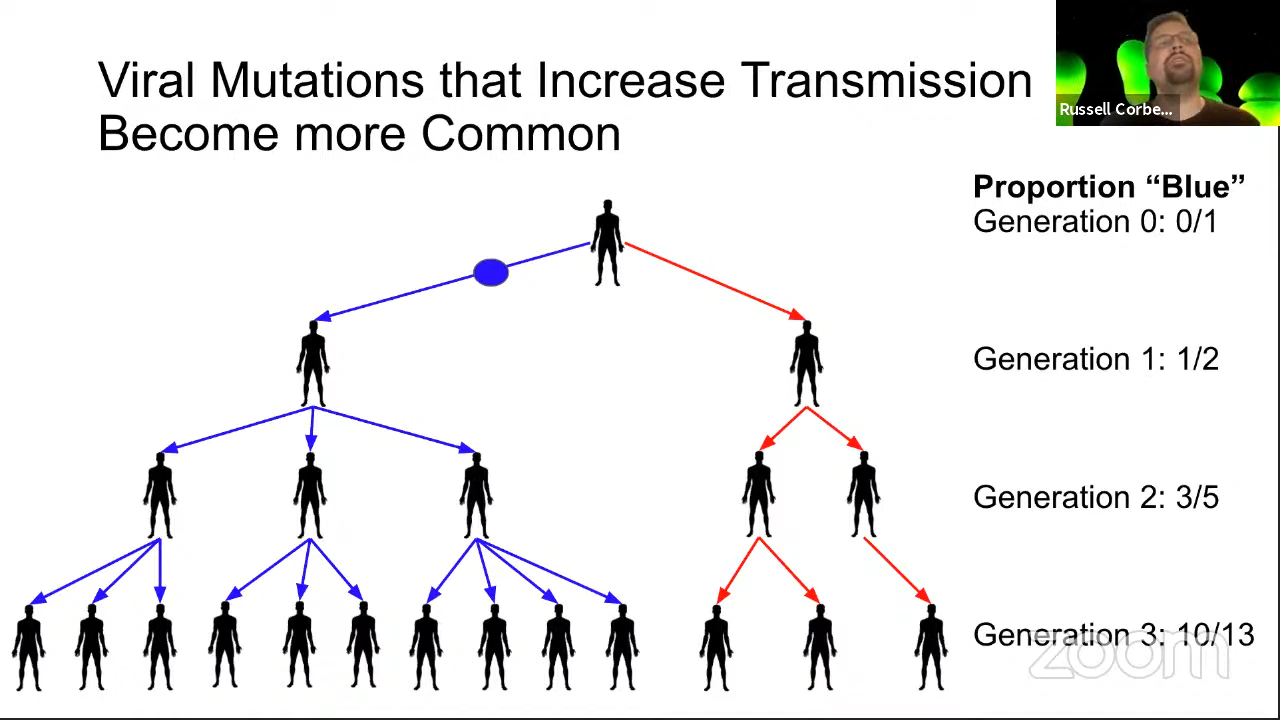 Viral Mutations that Increase Transmission
Become more Common
Russell Corbe...
Proportion “Blue”
Generation 0: 0/1
Generation 1: 1/2
Generation 2: 3/5
Generation 3: 10/13
zoom